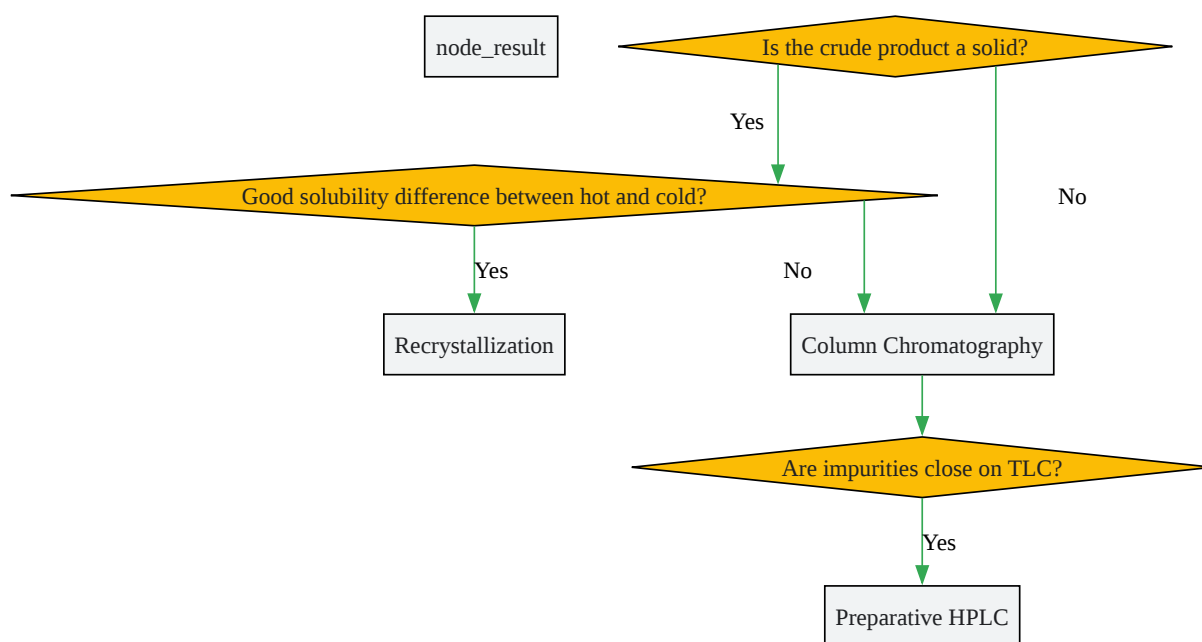 node_result
Is the crude product a solid?
Yes
Good solubility difference between hot and cold?
No
Yes
No
Recrystallization
Column Chromatography
Are impurities close on TLC?
Yes
Preparative HPLC